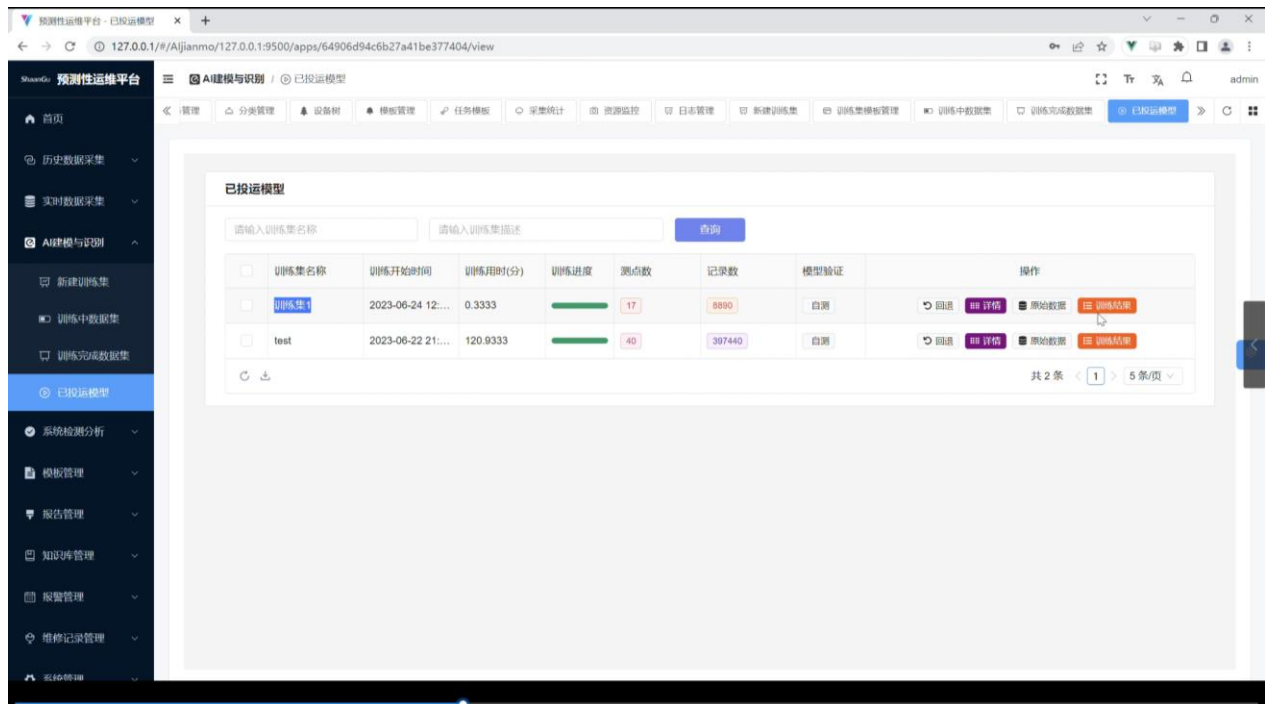 预测性运维平台 - 已投运模型
127.0.0.1/#/AIjianmo/127.0.0.1:9500/apps/64906d94c6b27a41be377404/view
ShaanGu 预测性运维平台
AI建模与识别 / 已投运模型
Tт
admin
管理 分类管理 设备树 模板管理 任务模板 采集统计 资源监控 日志管理 新建训练集 训练集模板管理 训练中数据集 训练完成数据集 已投运模型
首页
历史数据采集
实时数据采集
AI建模与识别
新建训练集
训练中数据集
训练完成数据集
已投运模型
系统检测分析
模板管理
报告管理
知识库管理
报警管理
维修记录管理
系统管理
已投运模型
请输入训练集名称 请输入训练集描述 查询
训练集名称 训练开始时间 训练用时(分) 训练进度 测点数 记录数 模型验证 操作
训练集1 2023-06-24 12:... 0.3333 17 8890 自测 回退 详情 原始数据 训练结果
test 2023-06-22 21:... 120.9333 40 397440 自测 回退 详情 原始数据 训练结果
共 2 条 1 5 条/页